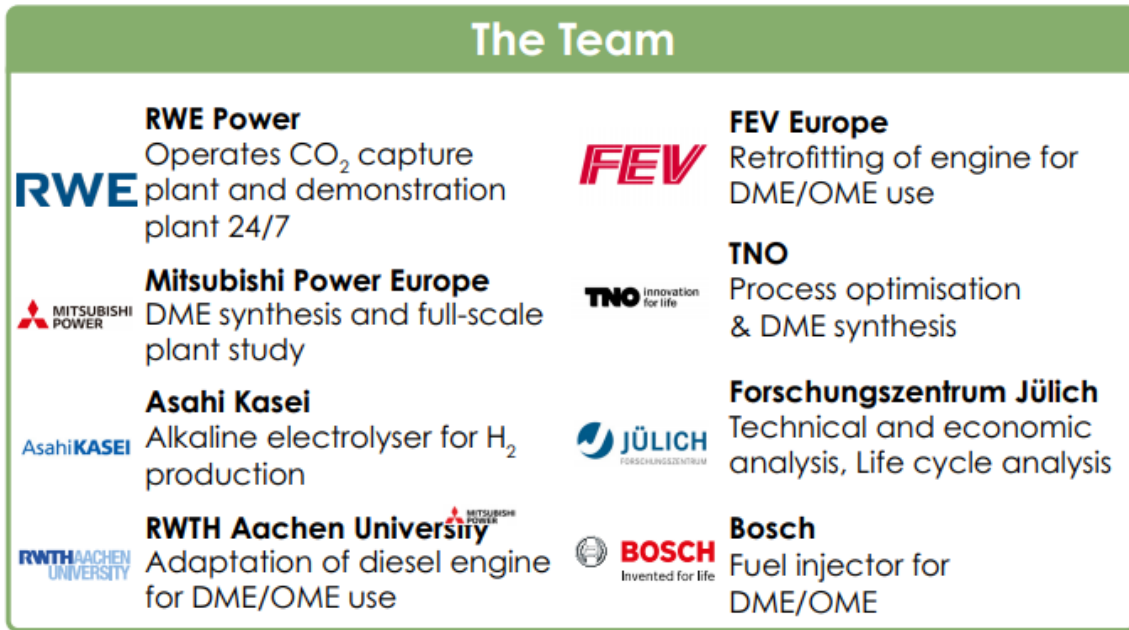 The Team
RWE
RWE Power
Operates CO₂ capture
plant and demonstration
plant 24/7
MITSUBISHI
POWER
Mitsubishi Power Europe
DME synthesis and full-scale
plant study
AsahiKASEI
Asahi Kasei
Alkaline electrolyser for H₂
production
RWTHAACHEN
UNIVERSITY
MITSUBISHI
POWER
RWTH Aachen University
Adaptation of diesel engine
for DME/OME use
FEV
FEV Europe
Retrofitting of engine for
DME/OME use
TNO innovation
for life
TNO
Process optimisation
& DME synthesis
JÜLICH
FORSCHUNGSZENTRUM
Forschungszentrum Jülich
Technical and economic
analysis, Life cycle analysis
BOSCH
Invented for life
Bosch
Fuel injector for
DME/OME